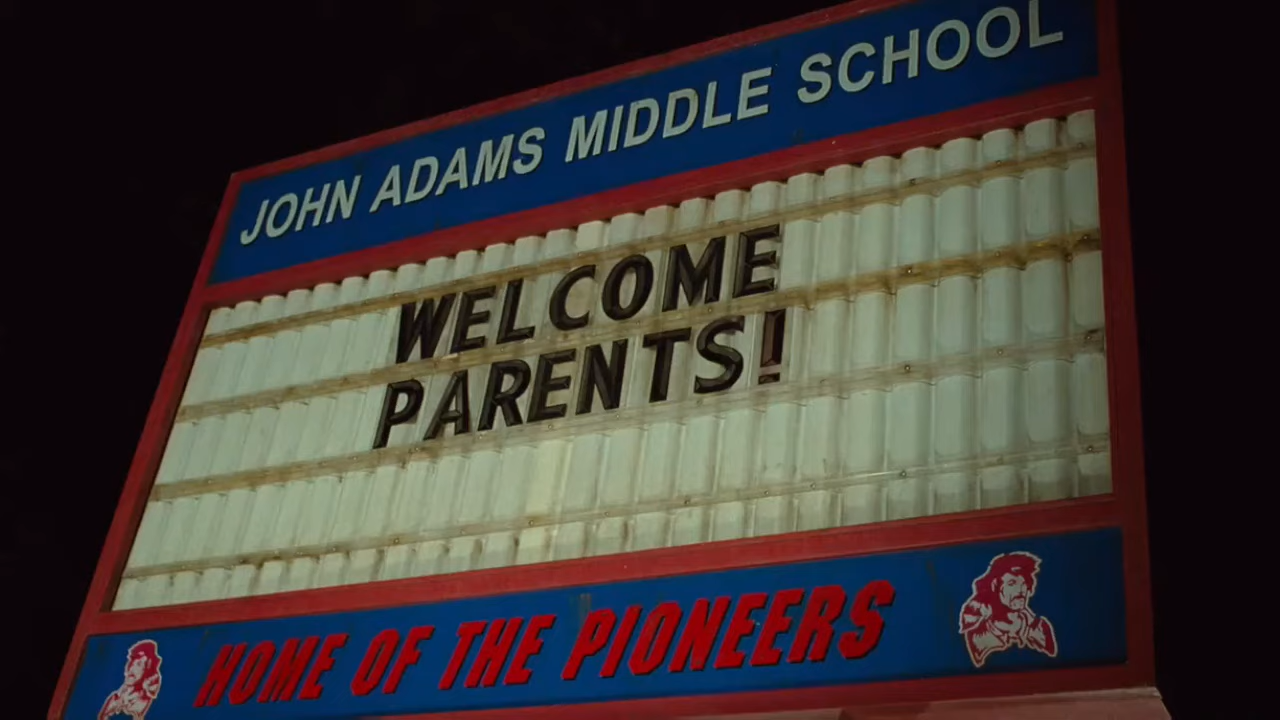 JOHN ADAMS MIDDLE SCHOOL
WELCOME
PARENTS!
HOME OF THE PIONEERS